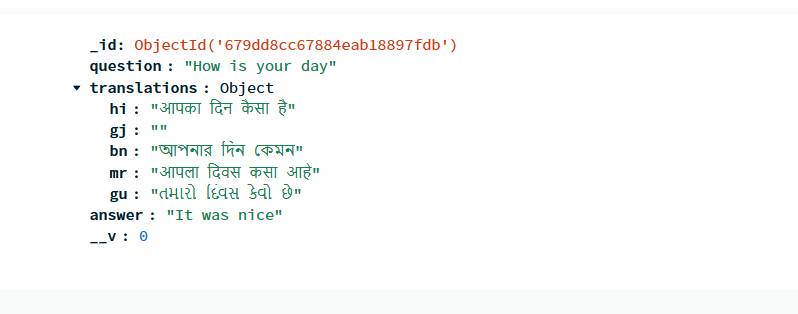 _id: ObjectId('679dd8cc67884eab18897fdb')
question : "How is your day"
translations : Object
hi : "आपका दिन कैसा है"
gj : ""
bn : "আপনার দিন কেমন"
mr : "आपला दिवस कसा आहे"
gu : "તમારો દિવસ કેવો છે"
answer : "It was nice"
__v : 0